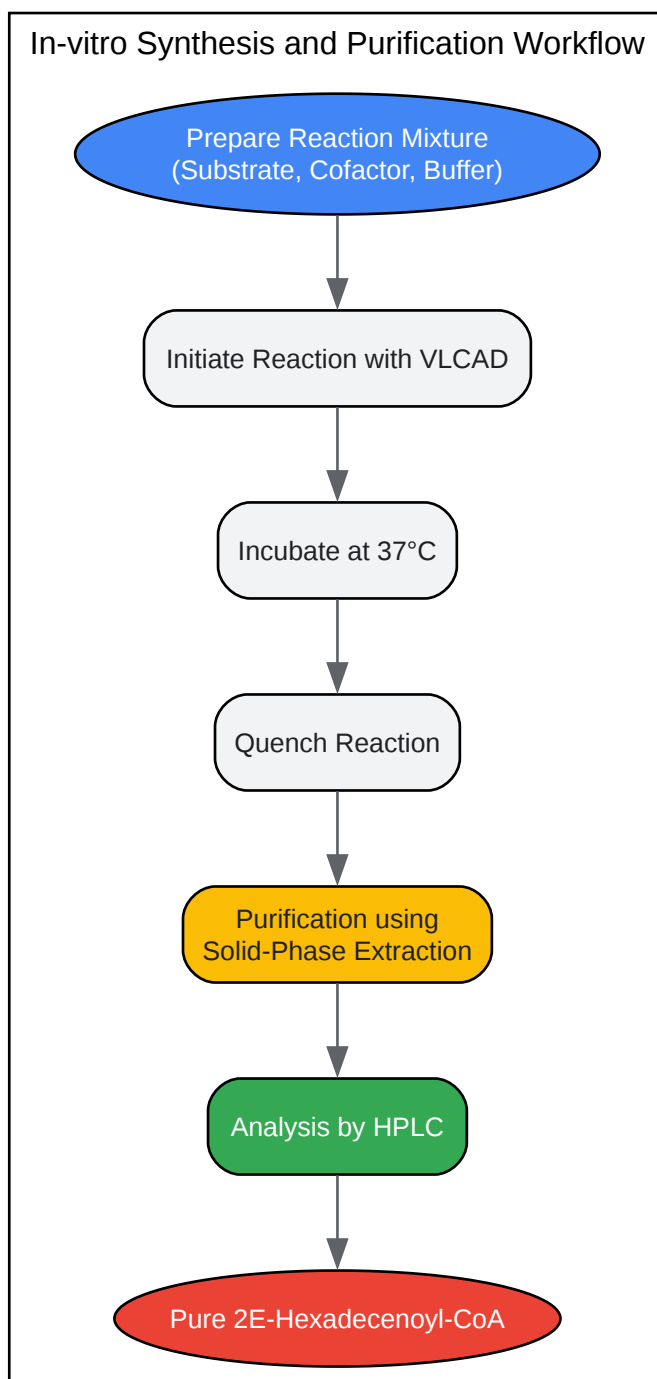 In-vitro Synthesis and Purification Workflow
Prepare Reaction Mixture
(Substrate, Cofactor, Buffer)
Initiate Reaction with VLCAD
Incubate at 37°C
Quench Reaction
Purification using
Solid-Phase Extraction
Analysis by HPLC
Pure 2E-Hexadecenoyl-CoA